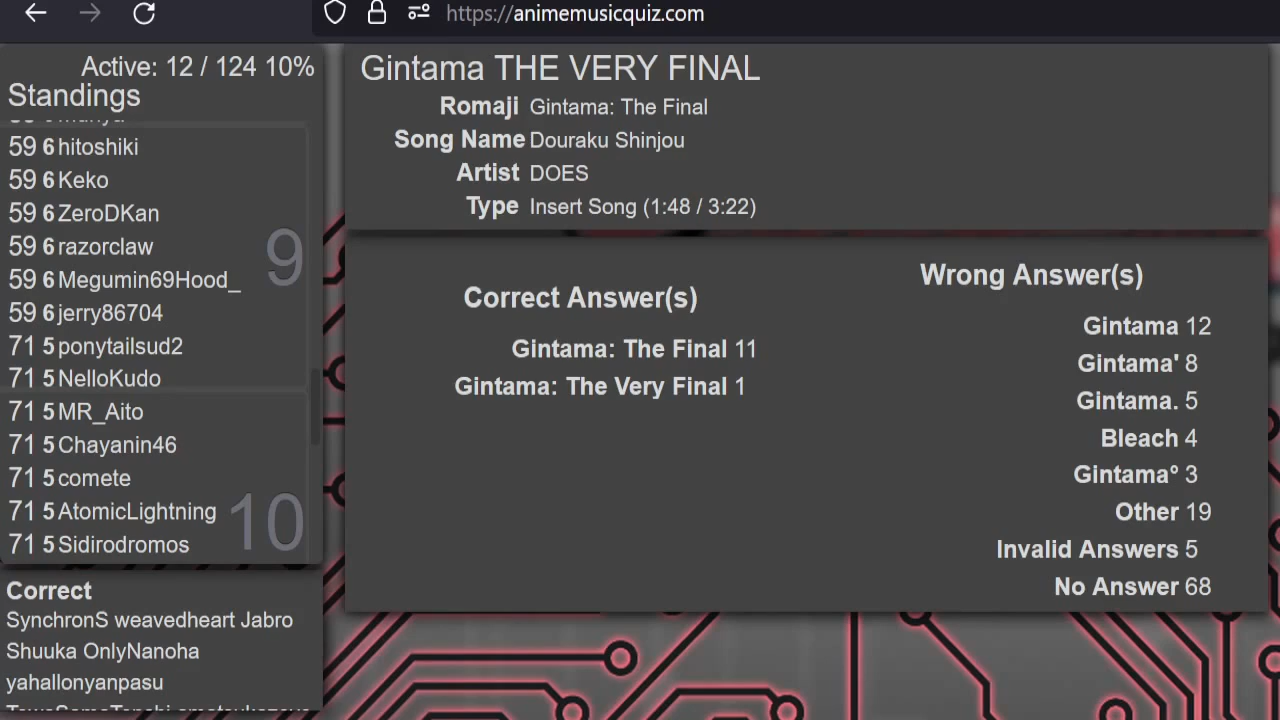 https://animemusicquiz.com
Active: 12 / 124 10%
Standings
59 6 hitoshiki
59 6 Keko
59 6 ZeroDKan
59 6 razorclaw
59 6 Megumin69Hood_
59 6 jerry86704
9
71 5 ponytailsud2
71 5 NelloKudo
71 5 MR_Aito
71 5 Chayanin46
71 5 comete
71 5 AtomicLightning
71 5 Sidirodromos
10
Correct
SynchronS weavedheart Jabro
Shuuka OnlyNanoha
yahallonyanpasu
Gintama THE VERY FINAL
Romaji Gintama: The Final
Song Name Douraku Shinjou
Artist DOES
Type Insert Song (1:48 / 3:22)
Correct Answer(s)
Gintama: The Final 11
Gintama: The Very Final 1
Wrong Answer(s)
Gintama 12
Gintama' 8
Gintama. 5
Bleach 4
Gintama° 3
Other 19
Invalid Answers 5
No Answer 68